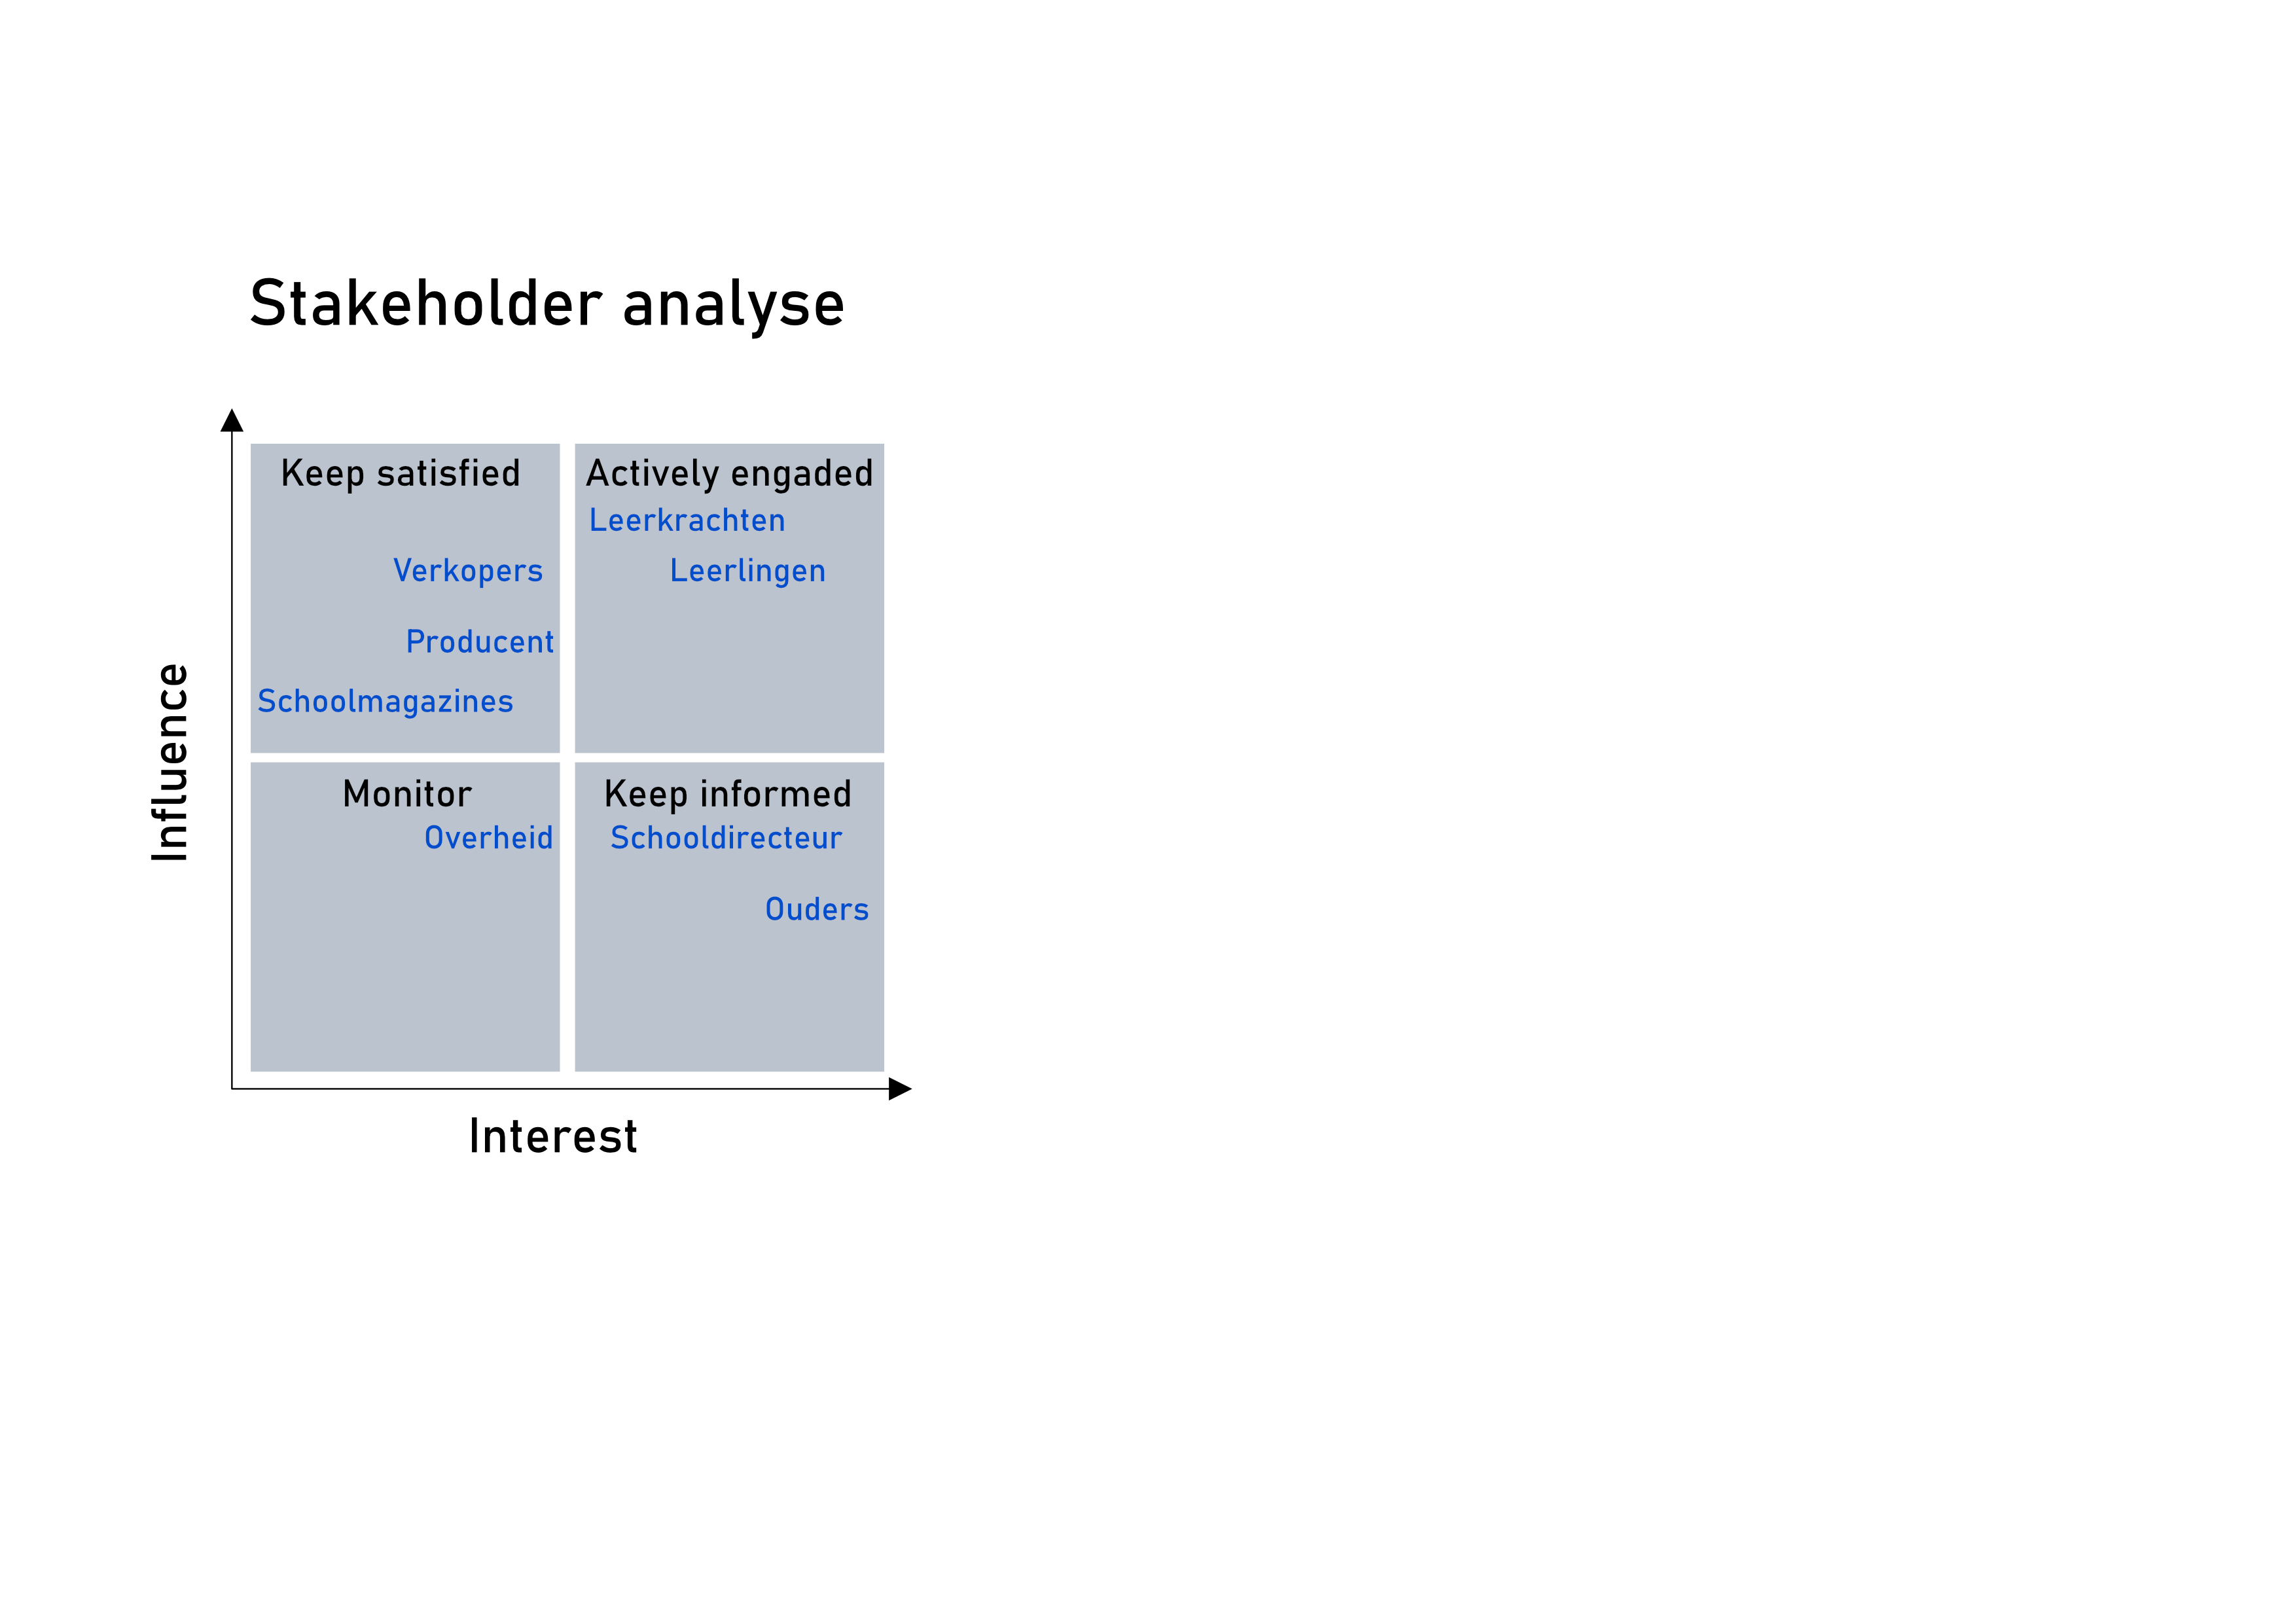 Stakeholder analyse
Influence
Keep satisfied
Verkopers
Producent
Schoolmagazines
Actively engaded
Leerkrachten
Leerlingen
Monitor
Overheid
Keep informed
Schooldirecteur
Ouders
Interest